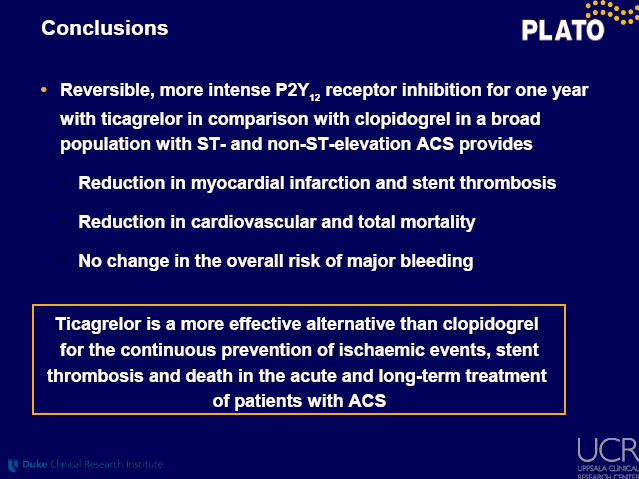 Conclusions
PLATO
• Reversible, more intense P2Y12 receptor inhibition for one year
with ticagrelor in comparison with clopidogrel in a broad
population with ST- and non-ST-elevation ACS provides
– Reduction in myocardial infarction and stent thrombosis
– Reduction in cardiovascular and total mortality
– No change in the overall risk of major bleeding
Ticagrelor is a more effective alternative than clopidogrel
for the continuous prevention of ischaemic events, stent
thrombosis and death in the acute and long-term treatment
of patients with ACS
Duke Clinical Research Institute
UCR
UPPSALA CLINICAL
RESEARCH CENTER